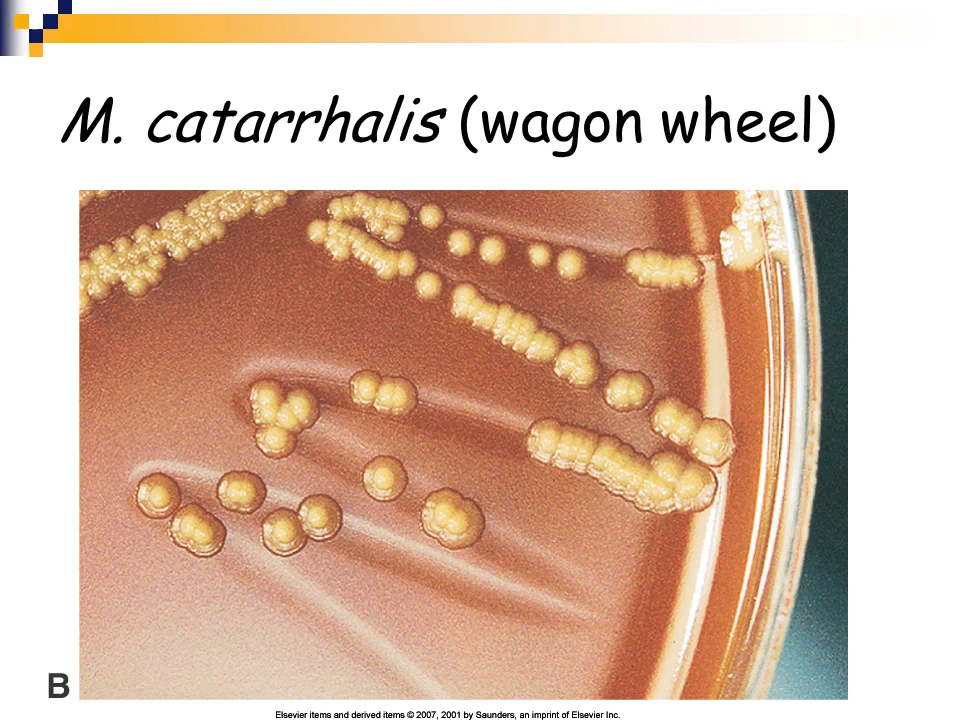 M. catarrhalis (wagon wheel)
B
Elsevier items and derived items © 2007, 2001 by Saunders, an imprint of Elsevier Inc.